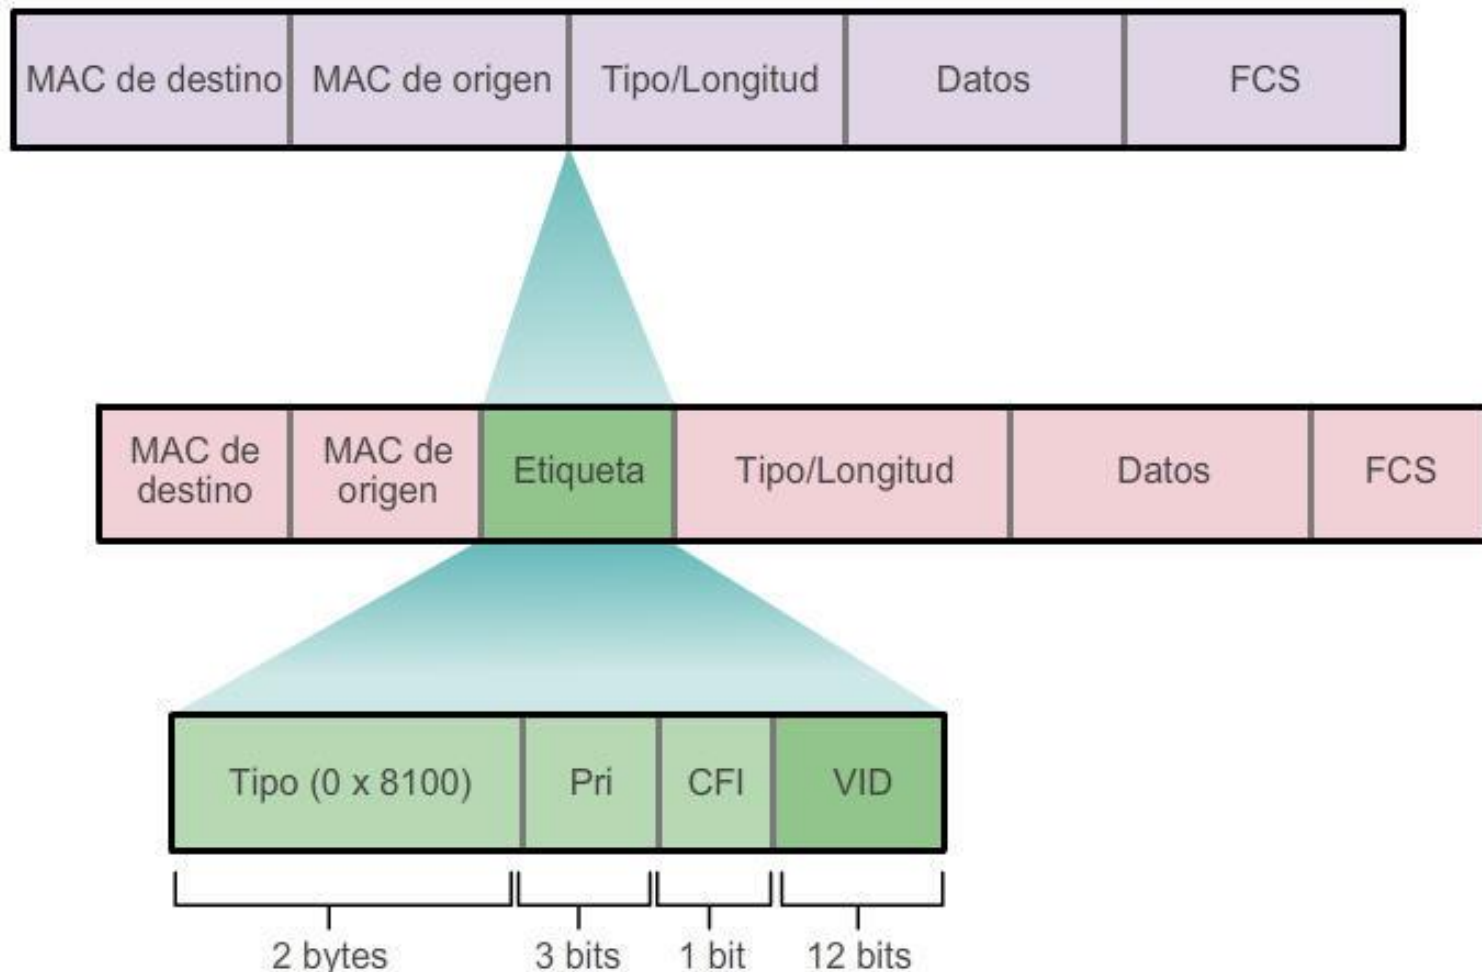 MAC de destino
MAC de origen
Tipo/Longitud
Datos
FCS
MAC de
destino
MAC de
origen
Etiqueta
Tipo/Longitud
Datos
FCS
Tipo (0 x 8100)
Pri
CFI
VID
2 bytes
3 bits
1 bit
12 bits